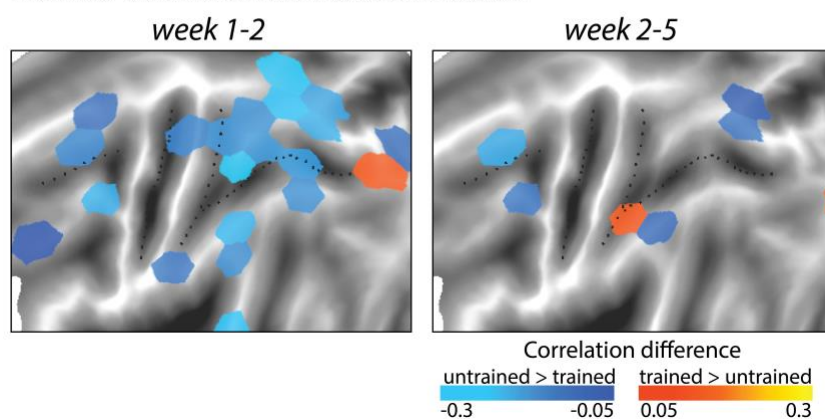 week 1-2
week 2-5
Correlation difference
untrained > trained
trained > untrained
-0.3
-0.05
0.05
0.3